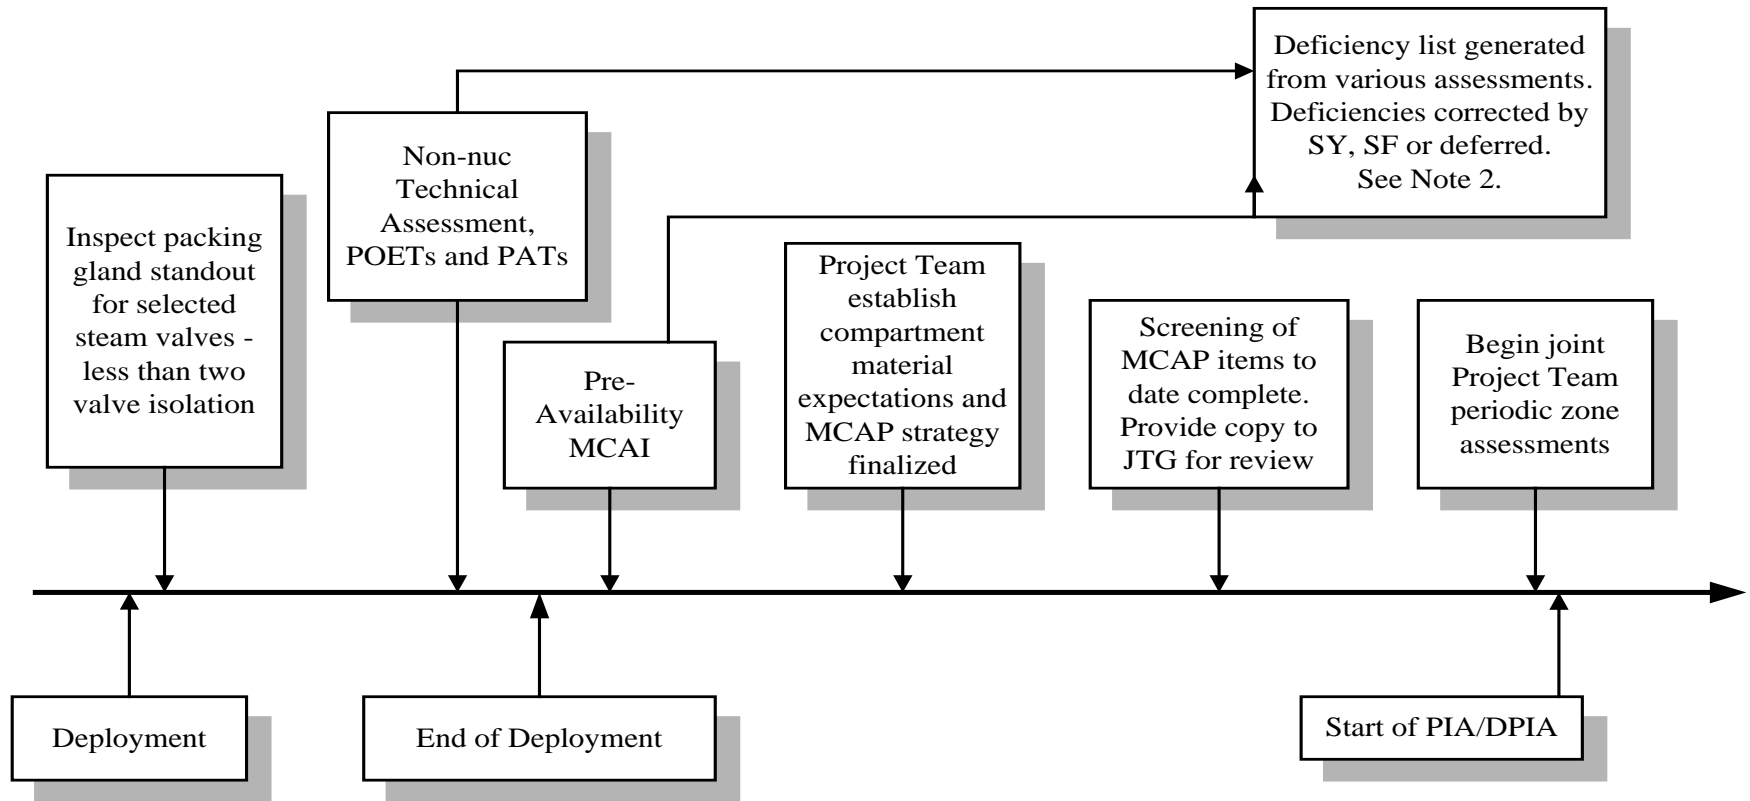 Deficiency list generated
from various assessments.
Deficiencies corrected by
SY, SF or deferred.
See Note 2.
Non-nuc
Technical
Assessment,
POETs and PATs
Inspect packing
gland standout
for selected
steam valves -
less than two
valve isolation
Pre-
Availability
MCAI
Project Team
establish
compartment
material
expectations and
MCAP strategy
finalized
Screening of
MCAP items to
date complete.
Provide copy to
JTG for review
Begin joint
Project Team
periodic zone
assessments
Deployment
End of Deployment
Start of PIA/DPIA